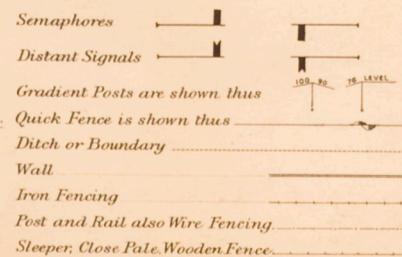 Semaphores
Distant Signals
Gradient Posts are shown thus 100 90 76 LEVEL
Quick Fence is shown thus
Ditch or Boundary
Wall
Iron Fencing
Post and Rail also Wire Fencing
Sleeper, Close Pale, Wooden Fence